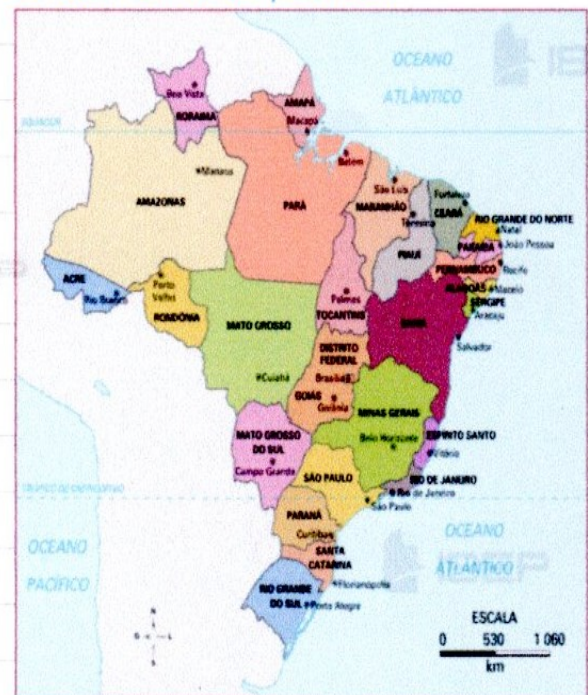 OCEANO
ATLÂNTICO
Boa Vista
RORAIMA
AMAPÁ
Macapá
EQUADOR
Manaus
AMAZONAS
PARÁ
Belém
São Luís
MARANHÃO
Teresina
Fortaleza
CEARÁ
RIO GRANDE DO NORTE
Natal
PARAÍBA
João Pessoa
PIAUÍ
PERNAMBUCO
Recife
ALAGOAS
Maceió
SERGIPE
Aracaju
ACRE
Rio Branco
Porto
Velho
RONDÔNIA
MATO GROSSO
Palmas
TOCANTINS
BAHIA
Salvador
DISTRITO
FEDERAL
Brasília
Cuiabá
GOIÁS
Goiânia
MINAS GERAIS
Belo Horizonte
ESPÍRITO SANTO
Vitória
MATO GROSSO
DO SUL
Campo Grande
SÃO PAULO
RIO DE JANEIRO
Rio de Janeiro
São Paulo
TRÓPICO DE CAPRICÓRNIO
PARANÁ
Curitiba
SANTA
CATARINA
Florianópolis
OCEANO
PACÍFICO
OCEANO
ATLÂNTICO
RIO GRANDE
DO SUL
Porto Alegre
N
O L
S
ESCALA
0 530 1 060
km